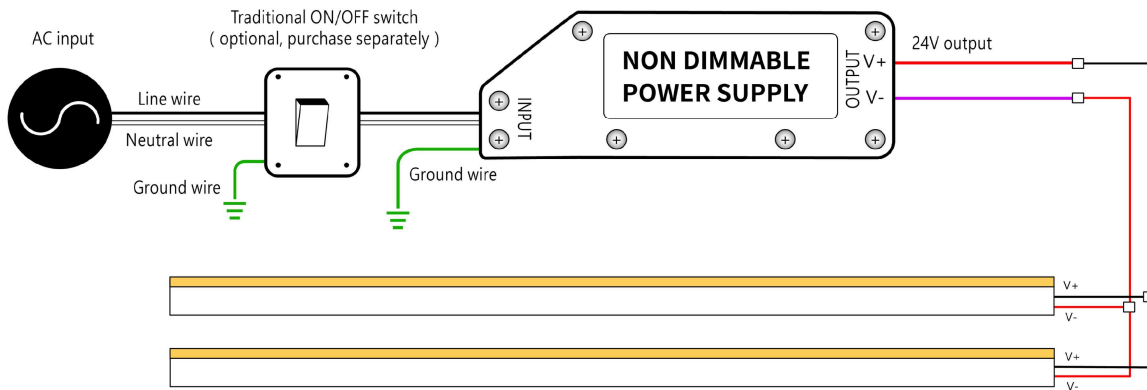 AC input
Traditional ON/OFF switch
( optional, purchase separately )
Line wire
Neutral wire
Ground wire
Ground wire
INPUT
NON DIMMABLE
POWER SUPPLY
OUTPUT
V+
V-
24V output
V+
V-
V+
V-